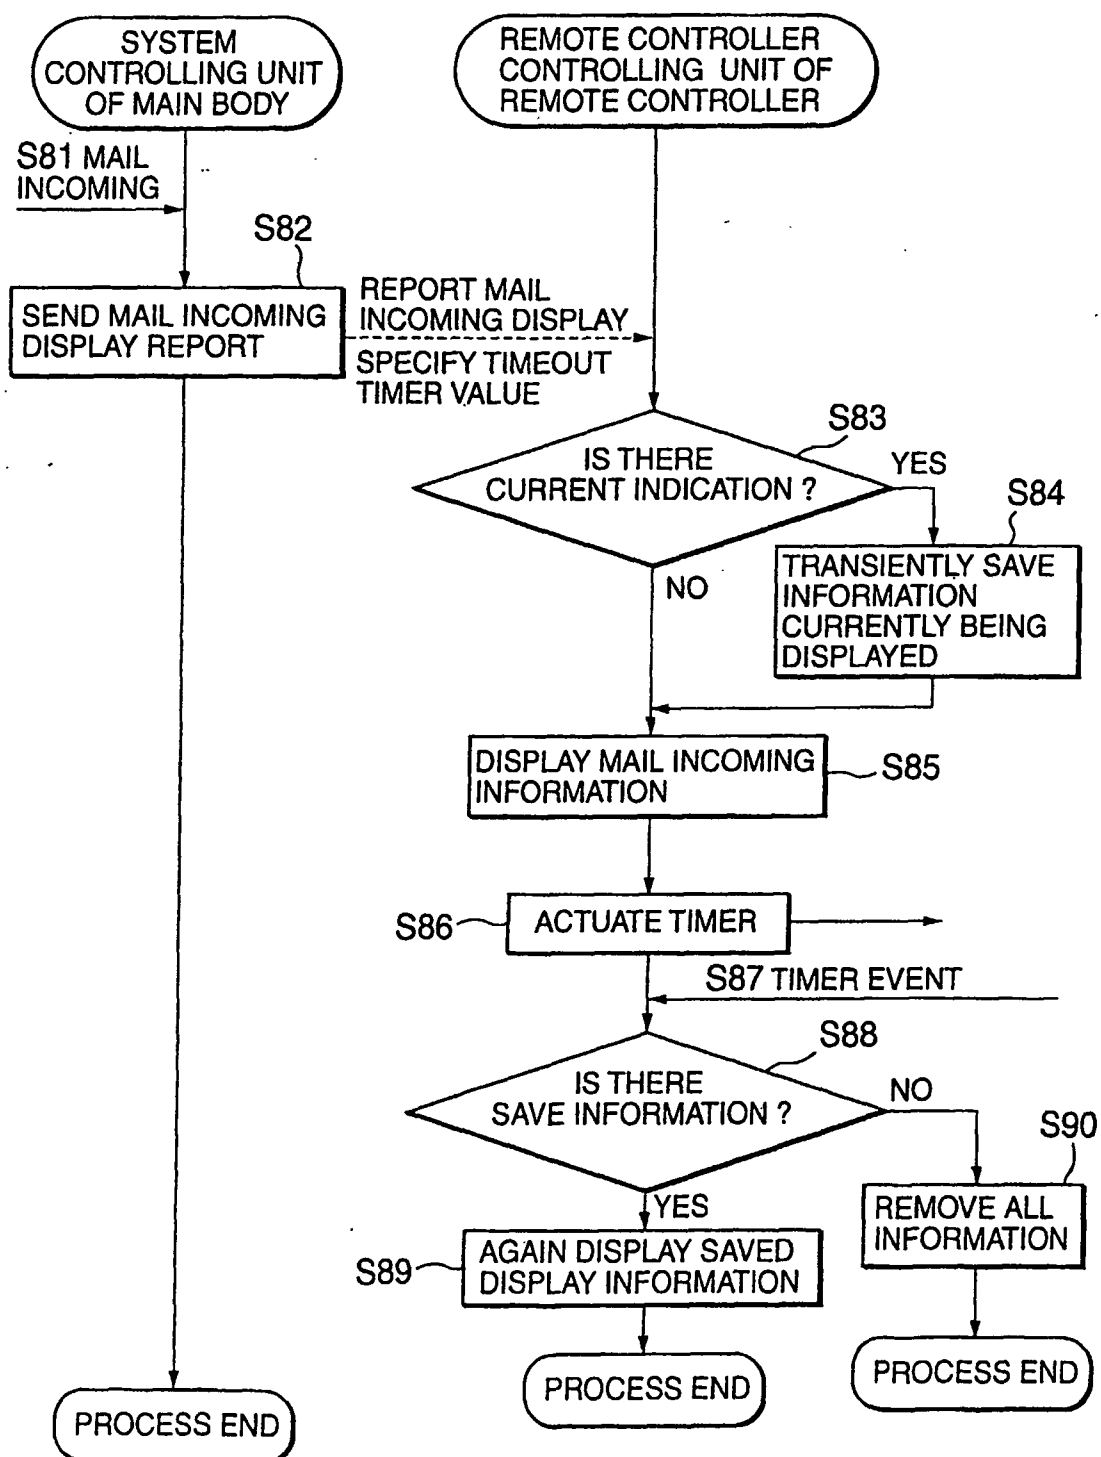 SYSTEM
CONTROLLING UNIT
OF MAIN BODY
REMOTE CONTROLLER
CONTROLLING UNIT OF
REMOTE CONTROLLER
S81 MAIL
INCOMING
S82
SEND MAIL INCOMING
DISPLAY REPORT
REPORT MAIL
INCOMING DISPLAY
SPECIFY TIMEOUT
TIMER VALUE
S83
IS THERE
CURRENT INDICATION ?
YES
NO
S84
TRANSIENTLY SAVE
INFORMATION
CURRENTLY BEING
DISPLAYED
DISPLAY MAIL INCOMING
INFORMATION
S85
S86
ACTUATE TIMER
S87 TIMER EVENT
S88
IS THERE
SAVE INFORMATION ?
NO
YES
S90
REMOVE ALL
INFORMATION
S89
AGAIN DISPLAY SAVED
DISPLAY INFORMATION
PROCESS END
PROCESS END
PROCESS END